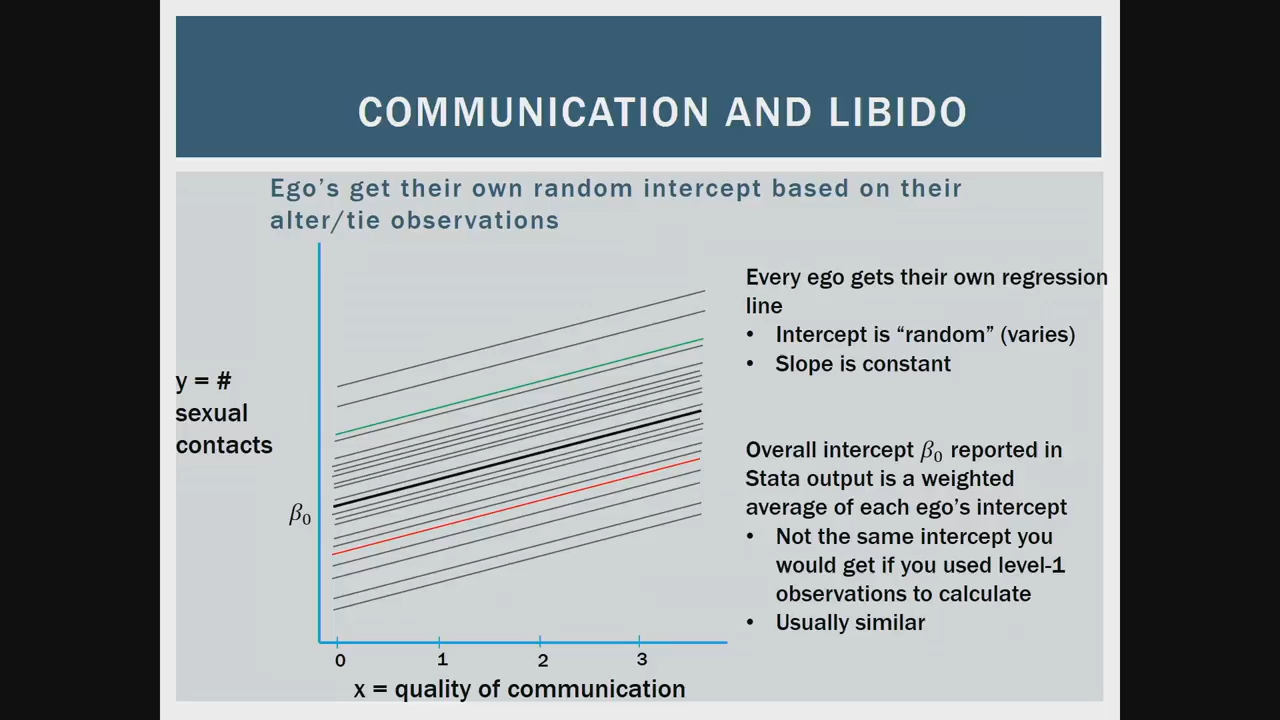 COMMUNICATION AND LIBIDO
Ego's get their own random intercept based on their
alter/tie observations
y = #
sexual
contacts
β₀
0 1 2 3
x = quality of communication
Every ego gets their own regression
line
• Intercept is “random” (varies)
• Slope is constant
Overall intercept β₀ reported in
Stata output is a weighted
average of each ego's intercept
• Not the same intercept you
would get if you used level-1
observations to calculate
• Usually similar